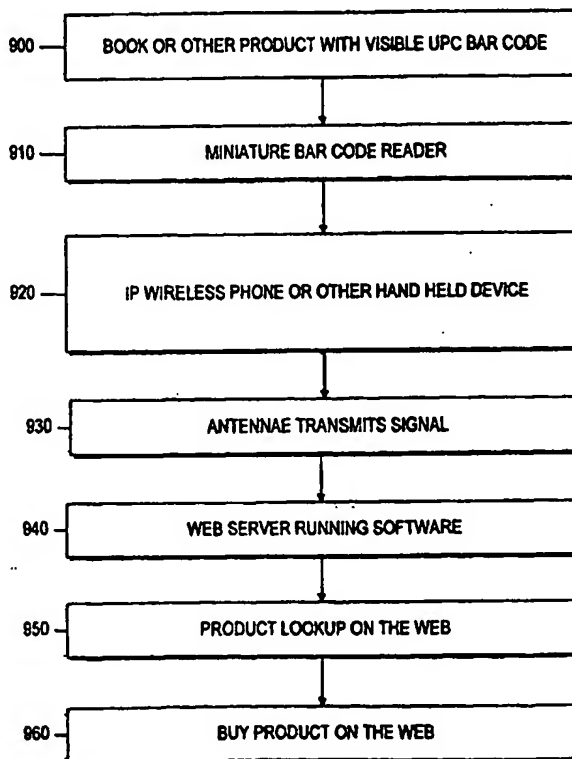 900 BOOK OR OTHER PRODUCT WITH VISIBLE UPC BAR CODE
910 MINIATURE BAR CODE READER
920 IP WIRELESS PHONE OR OTHER HAND HELD DEVICE
930 ANTENNAE TRANSMITS SIGNAL
940 WEB SERVER RUNNING SOFTWARE
950 PRODUCT LOOKUP ON THE WEB
960 BUY PRODUCT ON THE WEB